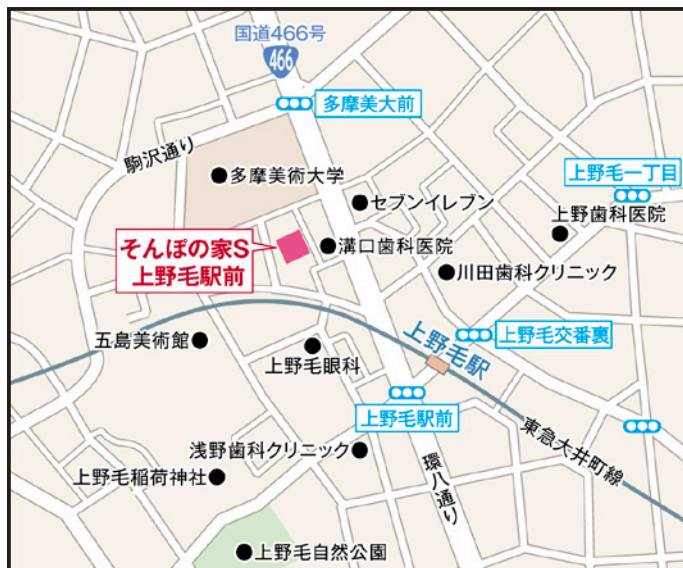 国道466号
466
多摩美大前
駒沢通り
多摩美術大学
上野毛一丁目
セブンイレブン
上野歯科医院
そんぽの家S
上野毛駅前
溝口歯科医院
川田歯科クリニック
五島美術館
上野毛眼科
上野毛駅
上野毛交番裏
上野毛駅前
東急大井町線
浅野歯科クリニック
環八通り
上野毛稲荷神社
上野毛自然公園